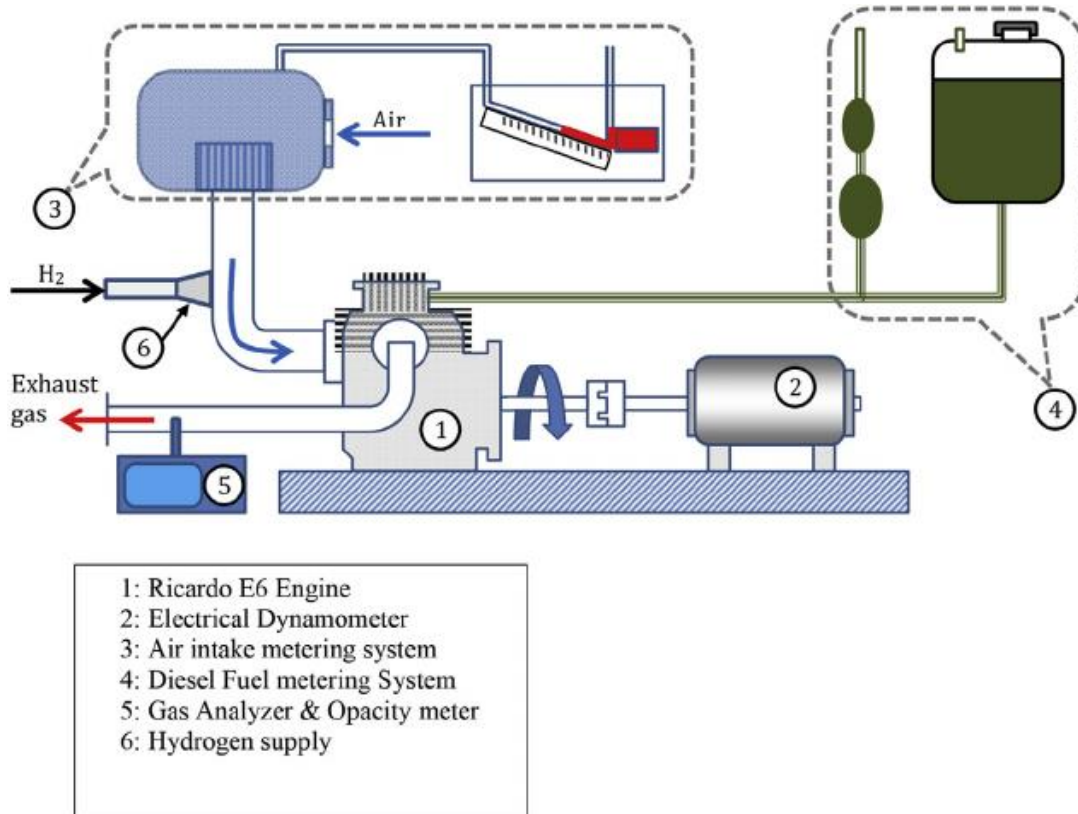 Air
3
H₂
6
Exhaust
gas
1
2
4
5
1: Ricardo E6 Engine
2: Electrical Dynamometer
3: Air intake metering system
4: Diesel Fuel metering System
5: Gas Analyzer & Opacity meter
6: Hydrogen supply